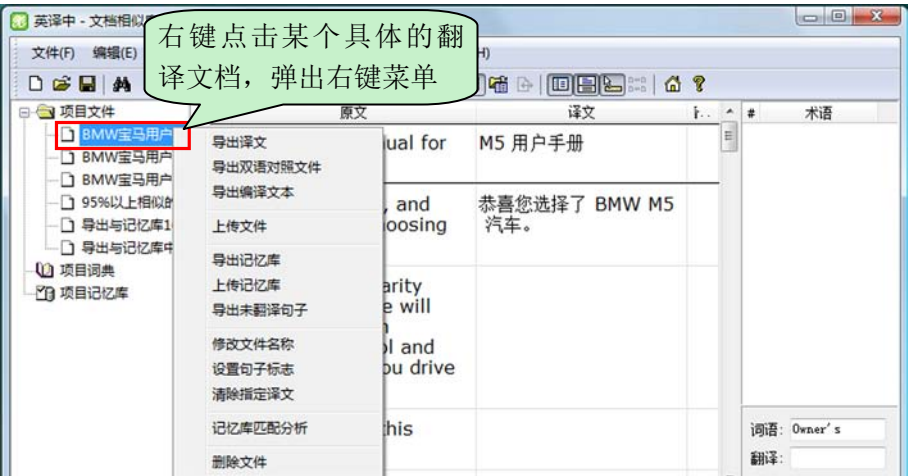 英译中 - 文档相似
右键点击某个具体的翻
译文档，弹出右键菜单
文件(F) 编辑(E) H)
项目文件
BMW宝马用户
BMW宝马用户
BMW宝马用户
95%以上相似的
导出与记忆库1
导出与记忆库中
项目词典
项目记忆库
导出译文
导出双语对照文件
导出编译文本
上传文件
导出记忆库
上传记忆库
导出未翻译句子
修改文件名称
设置句子标志
清除指定译文
记忆库匹配分析
删除文件
原文 译文 # 术语
ual for M5 用户手册
, and 恭喜您选择了 BMW M5
oosing 汽车。
arity
e will
ol and
ou drive
this
词语: Owner's
翻译: